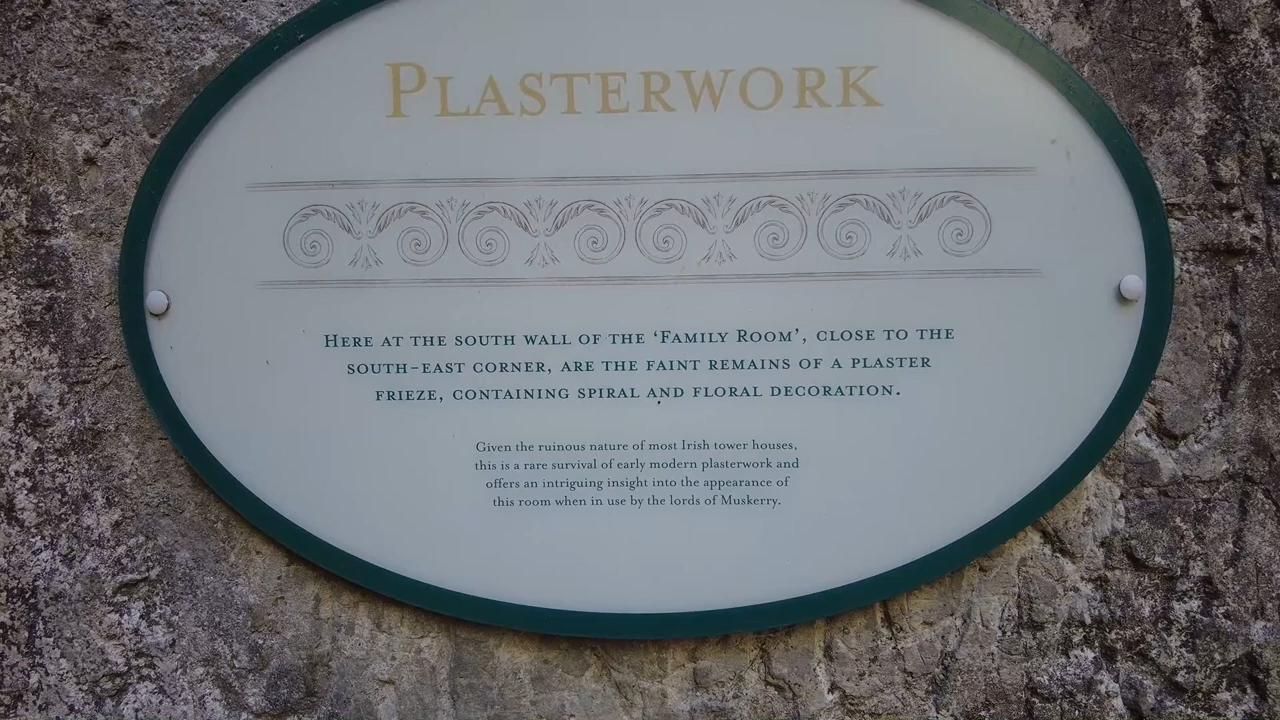 PLASTERWORK
HERE AT THE SOUTH WALL OF THE ‘FAMILY ROOM’, CLOSE TO THE
SOUTH-EAST CORNER, ARE THE FAINT REMAINS OF A PLASTER
FRIEZE, CONTAINING SPIRAL AND FLORAL DECORATION.
Given the ruinous nature of most Irish tower houses,
this is a rare survival of early modern plasterwork and
offers an intriguing insight into the appearance of
this room when in use by the lords of Muskerry.